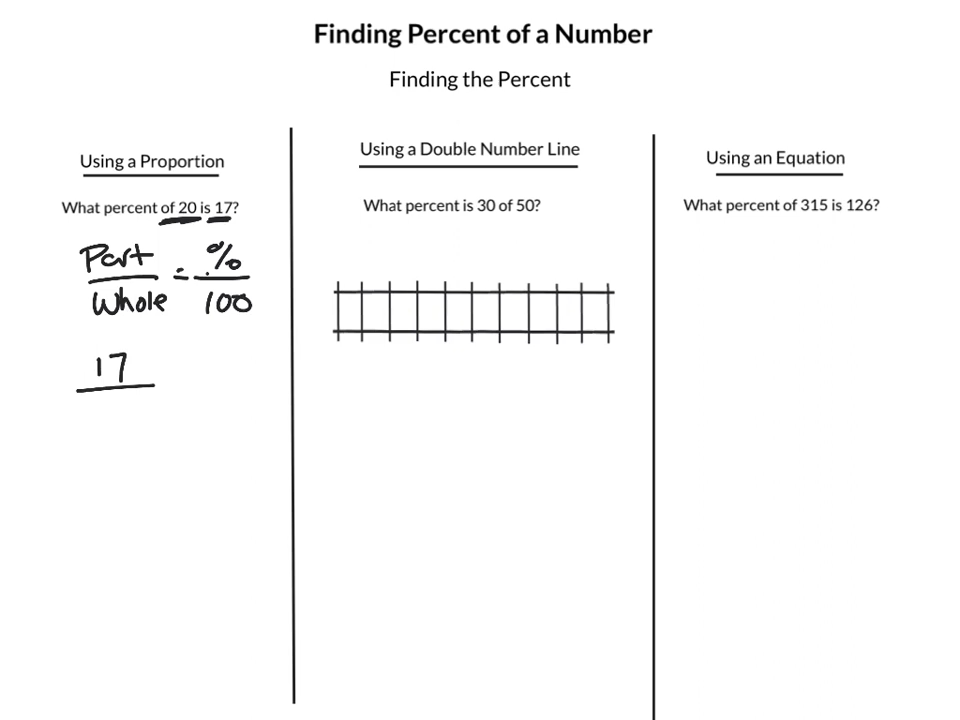 Finding Percent of a Number
Finding the Percent
Using a Proportion
What percent of 20 is 17?
Part = %
Whole 100
17
Using a Double Number Line
What percent is 30 of 50?
Using an Equation
What percent of 315 is 126?